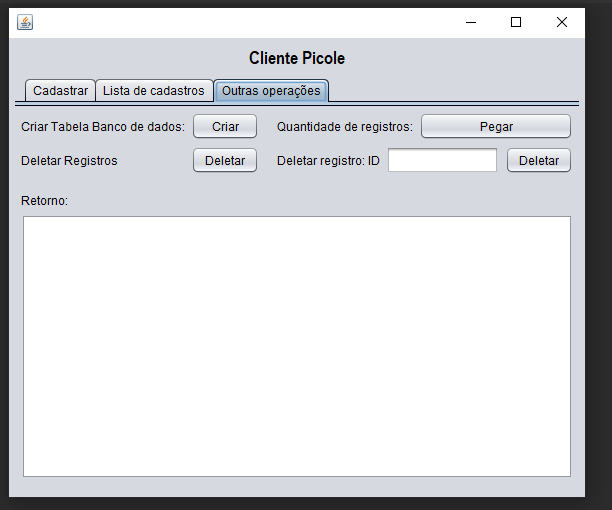 Cliente Picole
Cadastrar Lista de cadastros Outras operações
Criar Tabela Banco de dados: Criar Quantidade de registros: Pegar
Deletar Registros Deletar Deletar registro: ID Deletar
Retorno: